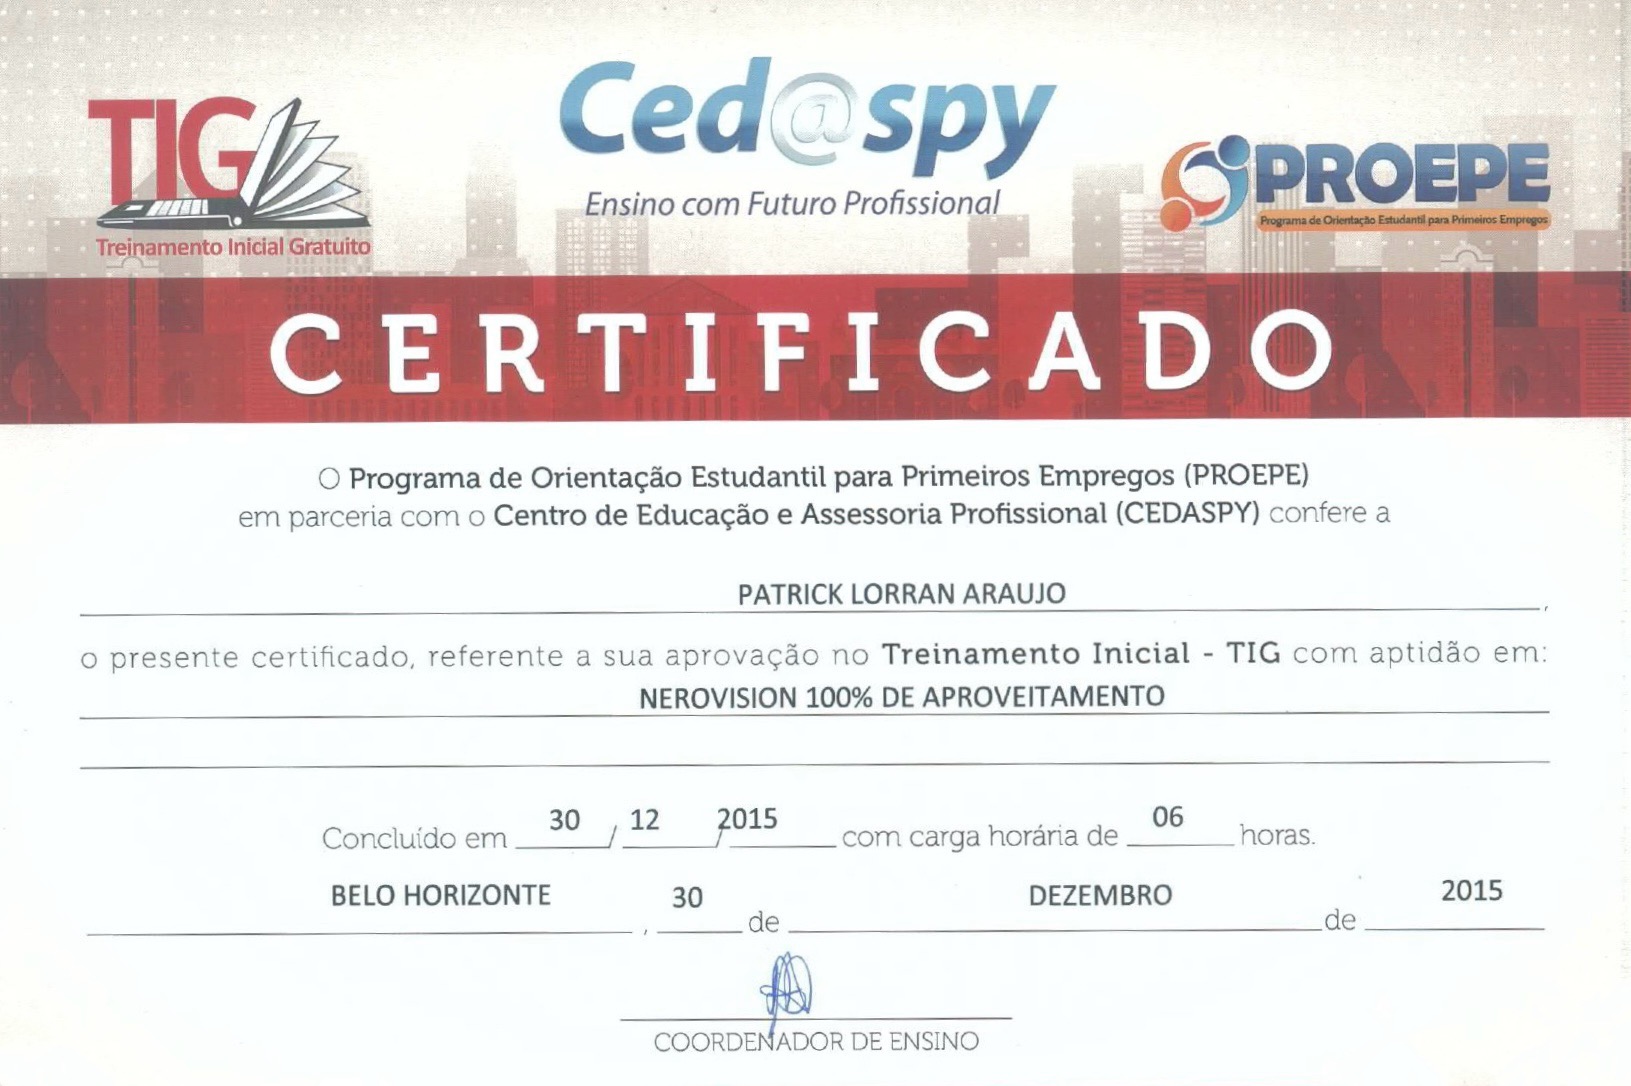 TIG
Treinamento Inicial Gratuito
Ced@spy
Ensino com Futuro Profissional
PROEPE
Programa de Orientação Estudantil para Primeiros Empregos
CERTIFICADO
O Programa de Orientação Estudantil para Primeiros Empregos (PROEPE)
em parceria com o Centro de Educação e Assessoria Profissional (CEDASPY) confere a
PATRICK LORRAN ARAUJO,
o presente certificado, referente a sua aprovação no Treinamento Inicial - TIG com aptidão em:
NEROVISION 100% DE APROVEITAMENTO
Concluído em 30 / 12 / 2015 com carga horária de 06 horas.
BELO HORIZONTE, 30 de DEZEMBRO de 2015
COORDENADOR DE ENSINO